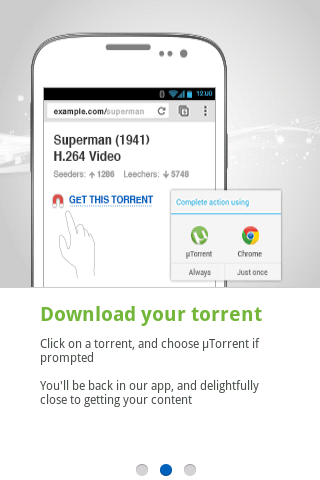 12:00
example.com/superman
Superman (1941)
H.264 Video
Seeders: 1286 Leechers: 5748
GET THIS TORRENT
Complete action using
µTorrent Chrome
Always Just once
Download your torrent
Click on a torrent, and choose µTorrent if
prompted
You'll be back in our app, and delightfully
close to getting your content